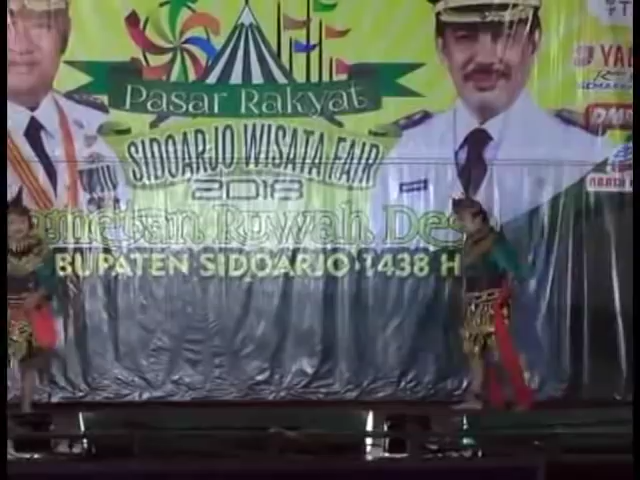 Pasar Rakyat
SIDOARJO WISATA FAIR
2018
Ruwah Des
BUPATEN SIDOARJO 1438 H